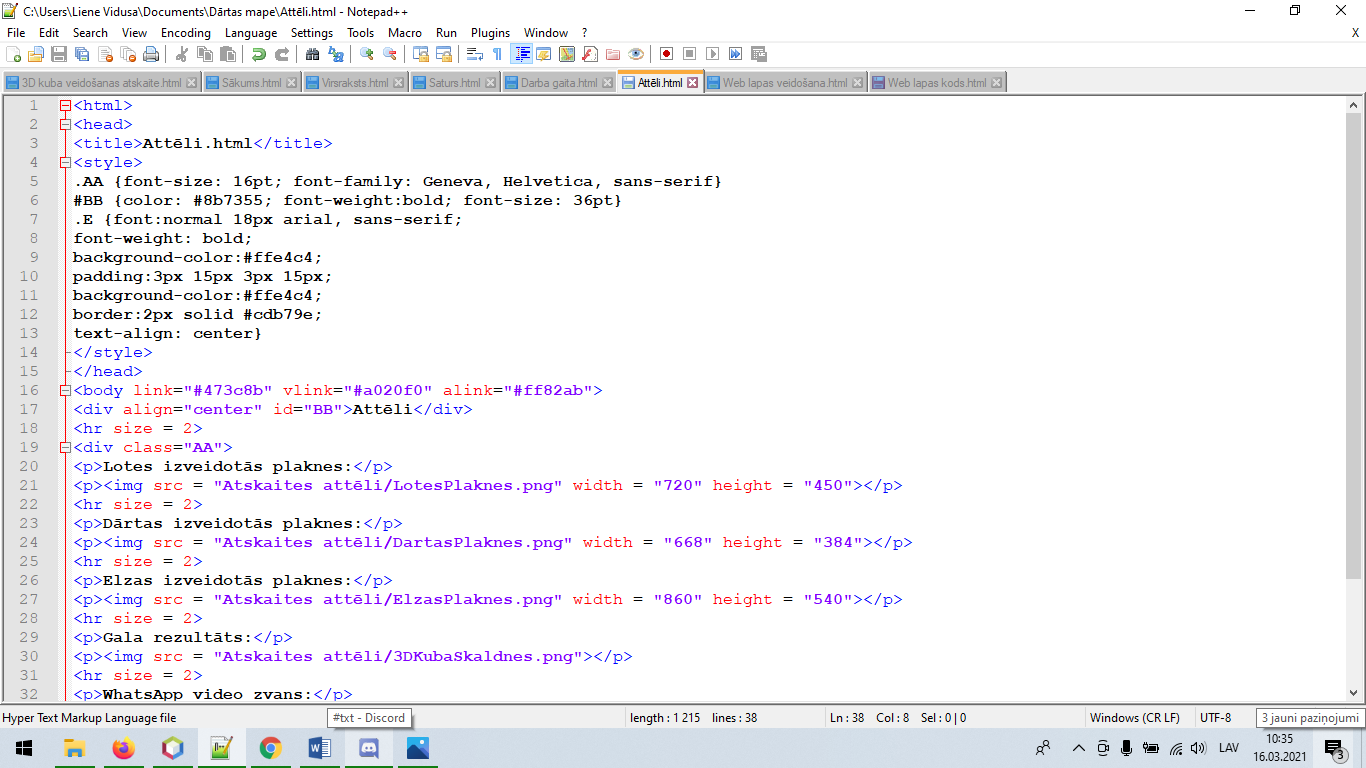 C:\Users\Liene Vidusa\Documents\Dārtas mape\Attēli.html - Notepad++
File Edit Search View Encoding Language Settings Tools Macro Run Plugins Window ? X
3D kuba veidošanas atskaite.html Sākums.html Virsraksts.html Saturs.html Darba gaita.html Attēli.html Web lapas veidošana.html Web lapas kods.html
1 <html>
2 <head>
3 <title>Attēli.html</title>
4 <style>
5 .AA {font-size: 16pt; font-family: Geneva, Helvetica, sans-serif}
6 #BB {color: #8b7355; font-weight:bold; font-size: 36pt}
7 .E {font:normal 18px arial, sans-serif;
8 font-weight: bold;
9 background-color:#ffe4c4;
10 padding:3px 15px 3px 15px;
11 background-color:#ffe4c4;
12 border:2px solid #cdb79e;
13 text-align: center}
14 </style>
15 </head>
16 <body link="#473c8b" vlink="#a020f0" alink="#ff82ab">
17 <div align="center" id="BB">Attēli</div>
18 <hr size = 2>
19 <div class="AA">
20 <p>Lotes izveidotās plaknes:</p>
21 <p><img src = "Atskaites attēli/LotesPlaknes.png" width = "720" height = "450"></p>
22 <hr size = 2>
23 <p>Dārtas izveidotās plaknes:</p>
24 <p><img src = "Atskaites attēli/DartasPlaknes.png" width = "668" height = "384"></p>
25 <hr size = 2>
26 <p>Elzas izveidotās plaknes:</p>
27 <p><img src = "Atskaites attēli/ElzasPlaknes.png" width = "860" height = "540"></p>
28 <hr size = 2>
29 <p>Gala rezultāts:</p>
30 <p><img src = "Atskaites attēli/3DKubaSkaldnes.png"></p>
31 <hr size = 2>
32 <p>WhatsApp video zvans:</p>
Hyper Text Markup Language file #txt - Discord length : 1 215 lines : 38 Ln : 38 Col : 8 Sel : 0 | 0 Windows (CR LF) UTF-8 3 jauni paziņojumi
LAV 10:35
16.03.2021 3